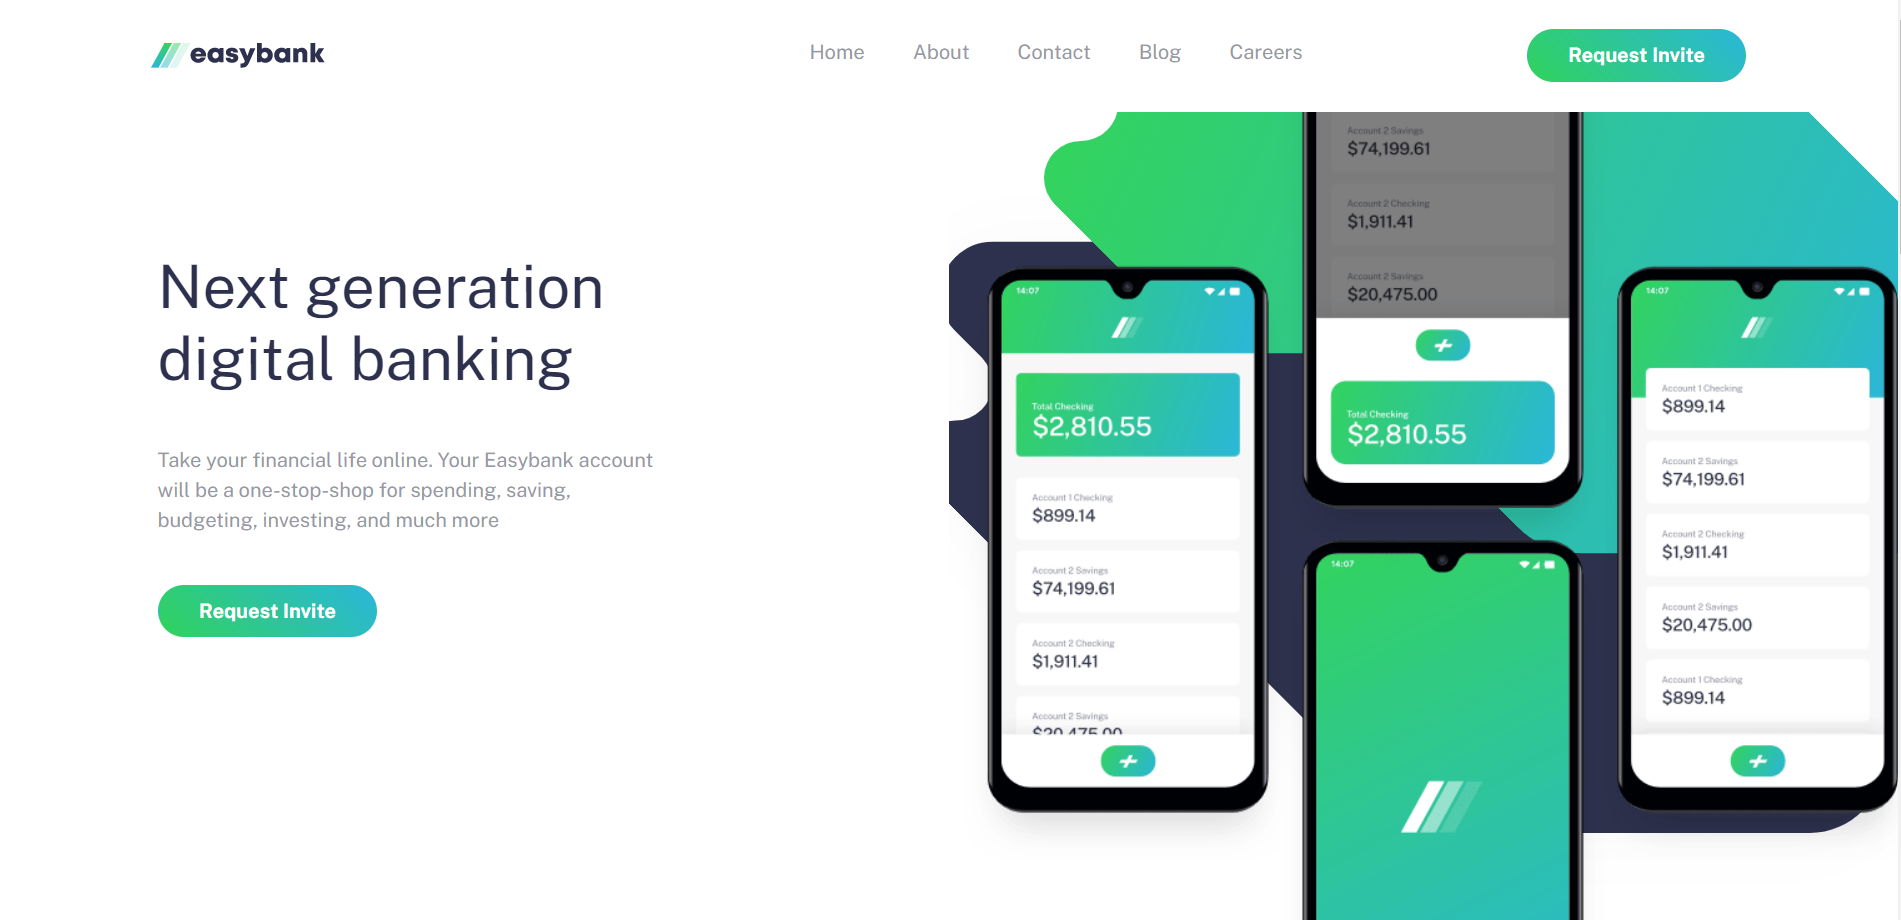 easybank
Home About Contact Blog Careers
Request Invite
Next generation
digital banking
Take your financial life online. Your Easybank account
will be a one-stop-shop for spending, saving,
budgeting, investing, and much more
Request Invite
14:07
Total Checking
$2,810.55
Account 1 Checking
$899.14
Account 2 Savings
$74,199.61
Account 2 Checking
$1,911.41
Account 2 Savings
$20,475.00
Account 2 Savings
$74,199.61
Account 2 Checking
$1,911.41
Account 2 Savings
$20,475.00
Total Checking
$2,810.55
14:07
14:07
Account 1 Checking
$899.14
Account 2 Savings
$74,199.61
Account 2 Checking
$1,911.41
Account 2 Savings
$20,475.00
Account 1 Checking
$899.14